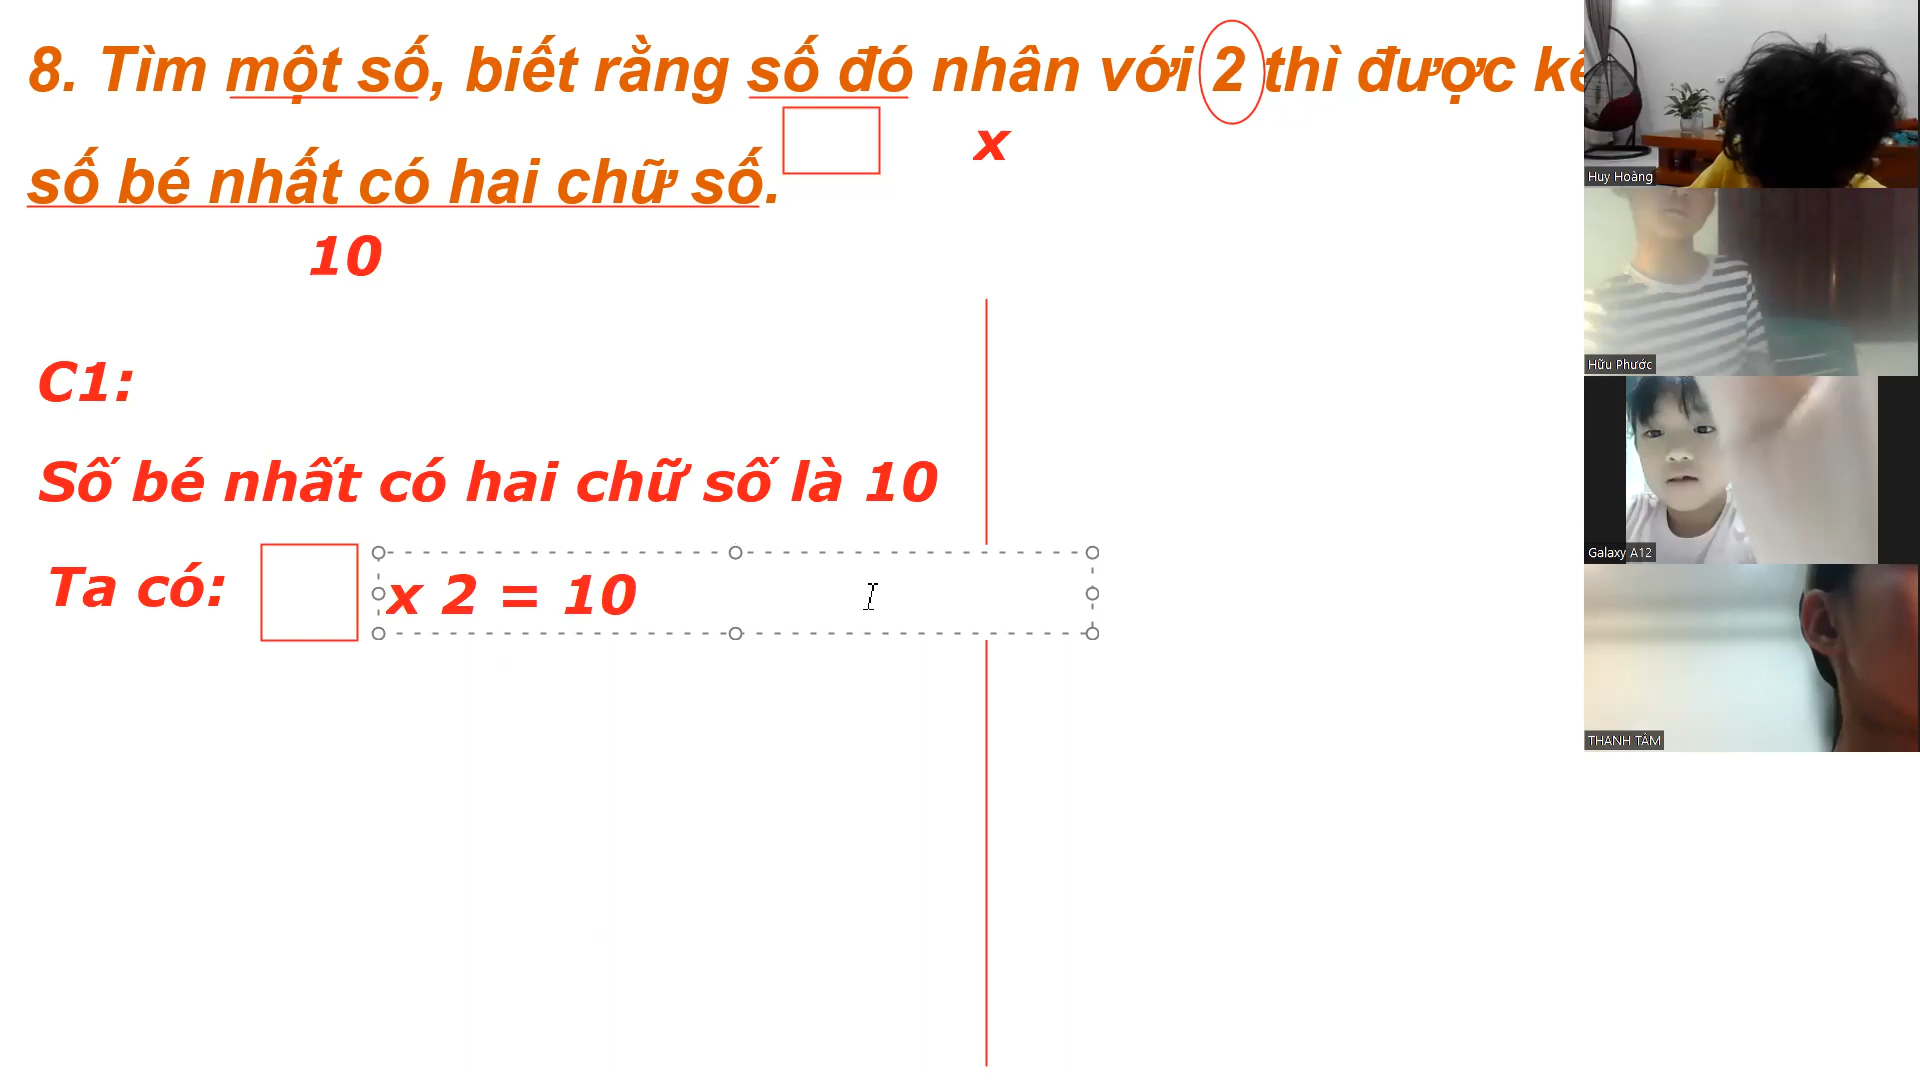 8. Tìm một số, biết rằng số đó nhân với 2 thì được kế
x
số bé nhất có hai chữ số.
10
C1:
Số bé nhất có hai chữ số là 10
Ta có: x 2 = 10
Huy Hoàng
Hữu Phước
Galaxy A12
THANH TÂM